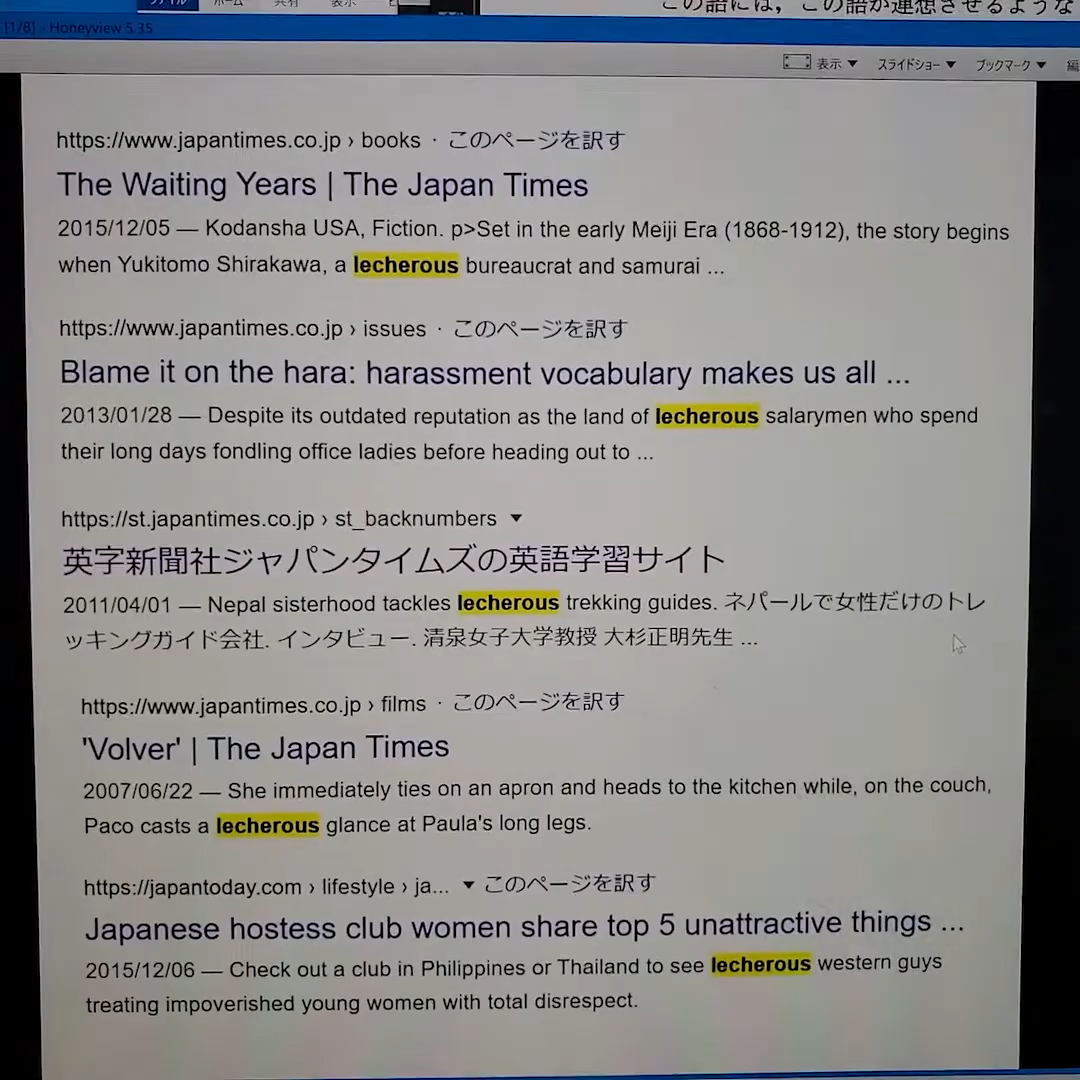 ファイル ホーム 共有 表示
この語には，この語が連想させるような
[1/8] - Honeyview 5.35
表示 ▼ スライドショー ▼ ブックマーク ▼ 編
https://www.japantimes.co.jp › books · このページを訳す
The Waiting Years | The Japan Times
2015/12/05 — Kodansha USA, Fiction. p>Set in the early Meiji Era (1868-1912), the story begins
when Yukitomo Shirakawa, a lecherous bureaucrat and samurai ...
https://www.japantimes.co.jp › issues · このページを訳す
Blame it on the hara: harassment vocabulary makes us all ...
2013/01/28 — Despite its outdated reputation as the land of lecherous salarymen who spend
their long days fondling office ladies before heading out to ...
https://st.japantimes.co.jp › st_backnumbers ▼
英字新聞社ジャパンタイムズの英語学習サイト
2011/04/01 — Nepal sisterhood tackles lecherous trekking guides. ネパールで女性だけのトレ
ッキングガイド会社. インタビュー. 清泉女子大学教授 大杉正明先生 ...
https://www.japantimes.co.jp › films · このページを訳す
'Volver' | The Japan Times
2007/06/22 — She immediately ties on an apron and heads to the kitchen while, on the couch,
Paco casts a lecherous glance at Paula's long legs.
https://japantoday.com › lifestyle › ja... ▼ このページを訳す
Japanese hostess club women share top 5 unattractive things ...
2015/12/06 — Check out a club in Philippines or Thailand to see lecherous western guys
treating impoverished young women with total disrespect.